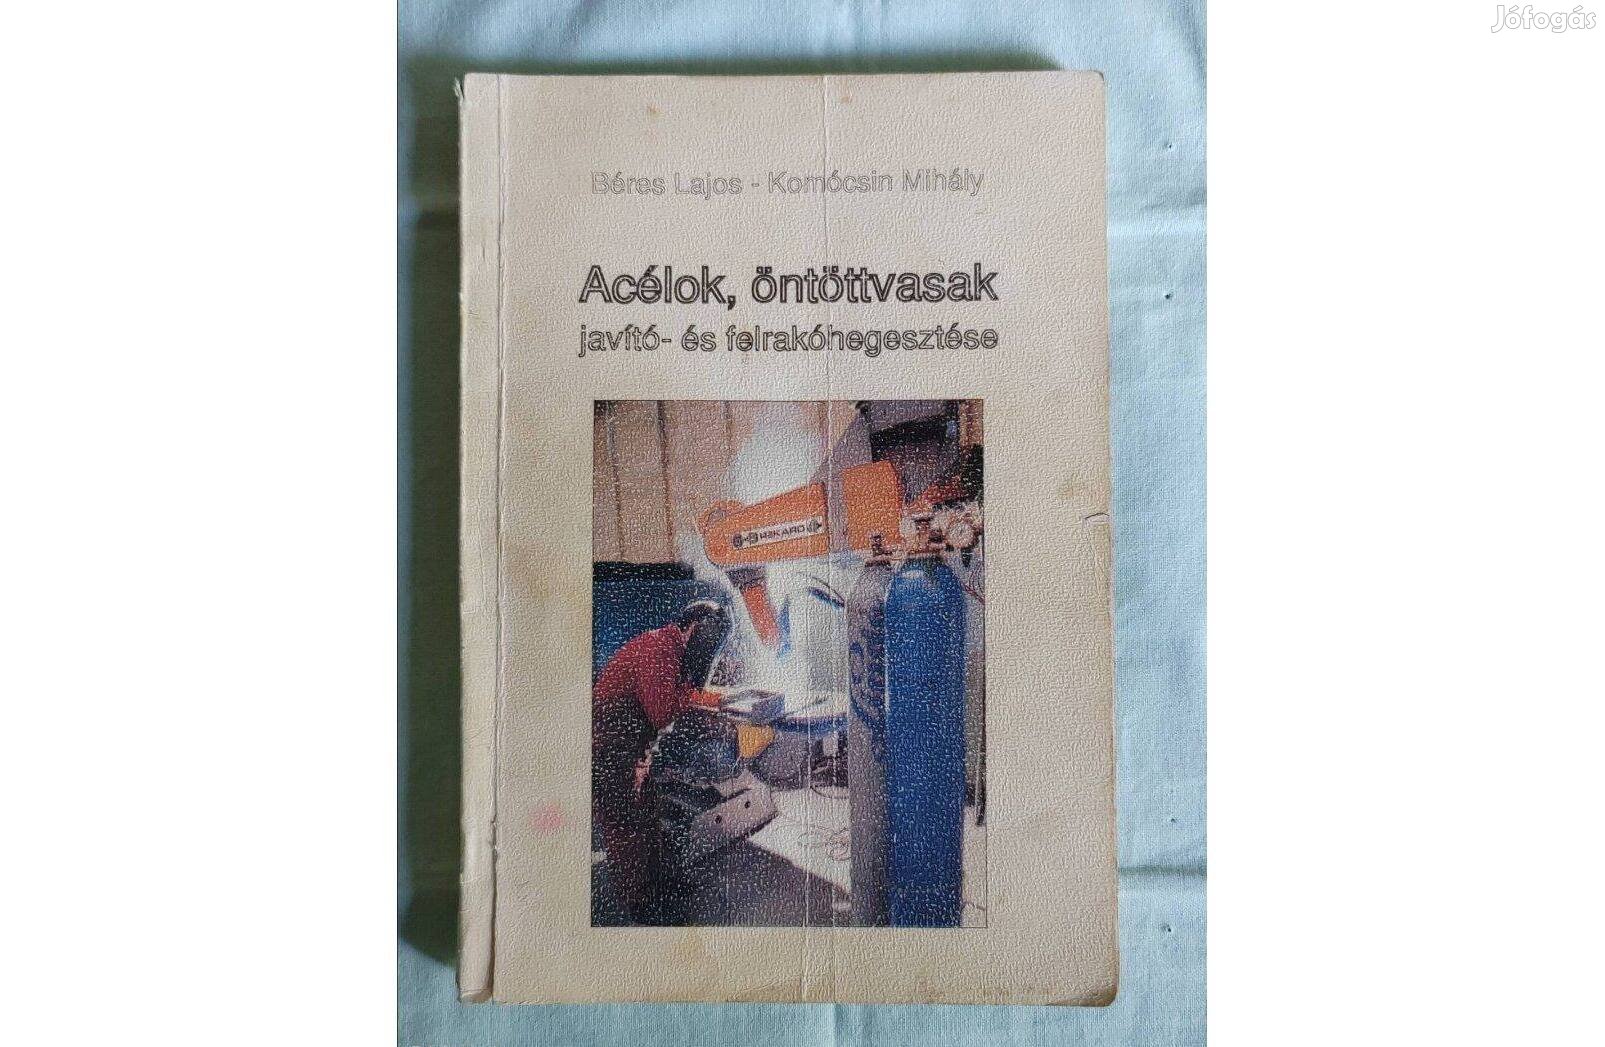 Jófogás
Béres Lajos - Komócsin Mihály
Acélok, öntöttvasak
javító- és felrakóhegesztése